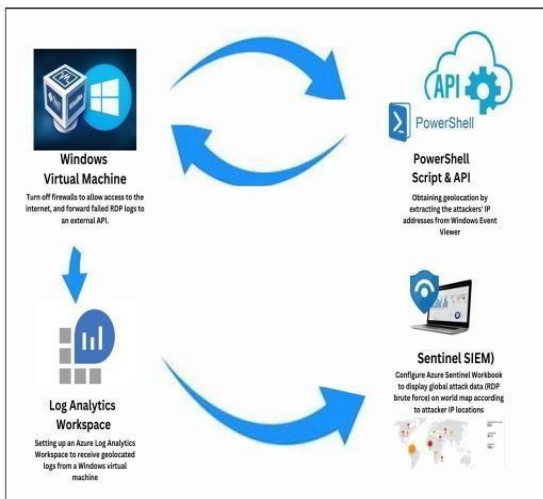 API
PowerShell
Windows
Virtual Machine
Turn off firewalls to allow access to the
internet, and forward failed RDP logs to
an external API.
PowerShell
Script & API
Obtaining geolocation by
extracting the attackers' IP
addresses from Windows Event
Viewer
Log Analytics
Workspace
Setting up an Azure Log Analytics
Workspace to receive geolocated
logs from a Windows virtual
machine
Sentinel SIEM)
Configure Azure Sentinel Workbook
to display global attack data (RDP
brute force) on world map according
to attacker IP locations